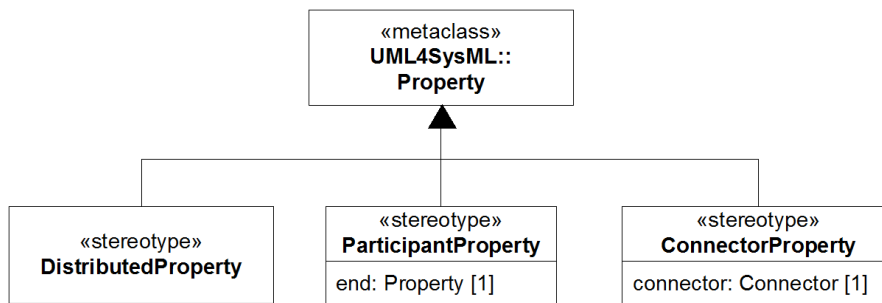 «metaclass»
UML4SysML::
Property
«stereotype»
DistributedProperty
«stereotype»
ParticipantProperty
end: Property [1]
«stereotype»
ConnectorProperty
connector: Connector [1]